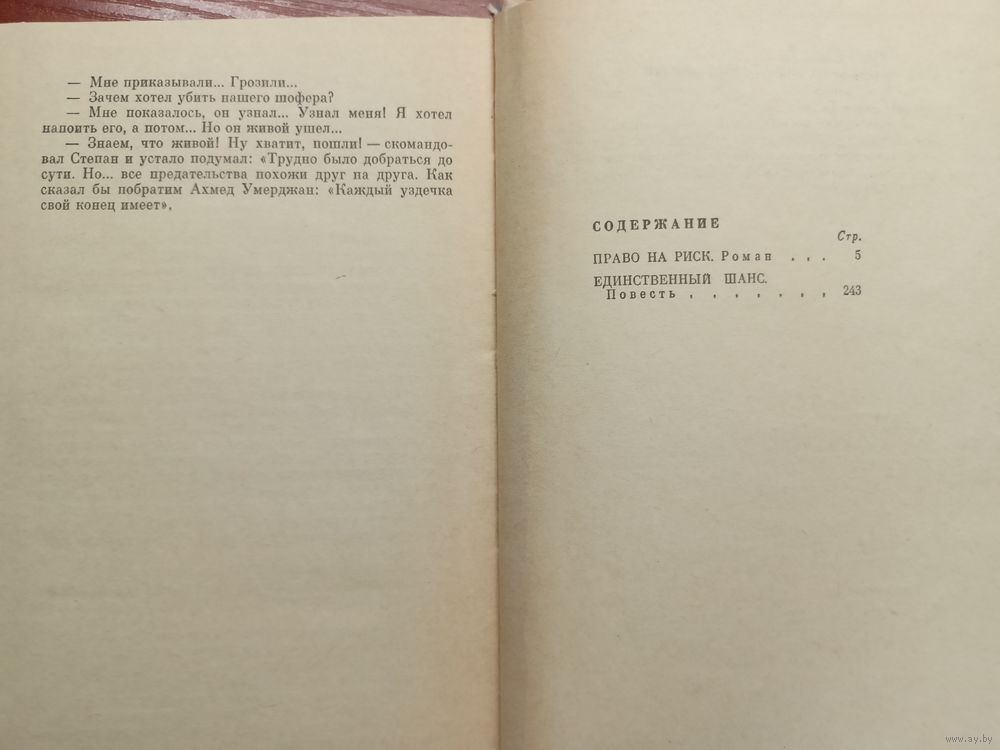 — Мне приказывали... Грозили...
— Зачем хотел убить нашего шофера?
— Мне показалось, он узнал... Узнал меня! Я хотел
напоить его, а потом... Но он живой ушел...
— Знаем, что живой! Ну хватит, пошли! — скомандо-
вал Степан и устало подумал: «Трудно было добраться до
сути. Но... все предательства похожи друг на друга. Как
сказал бы побратим Ахмед Умерджан: «Каждый уздечка
свой конец имеет».
СОДЕРЖАНИЕ
Стр.
ПРАВО НА РИСК. Роман . . . 5
ЕДИНСТВЕННЫЙ ШАНС.
Повесть . . . . . . . 243
www.ay.by